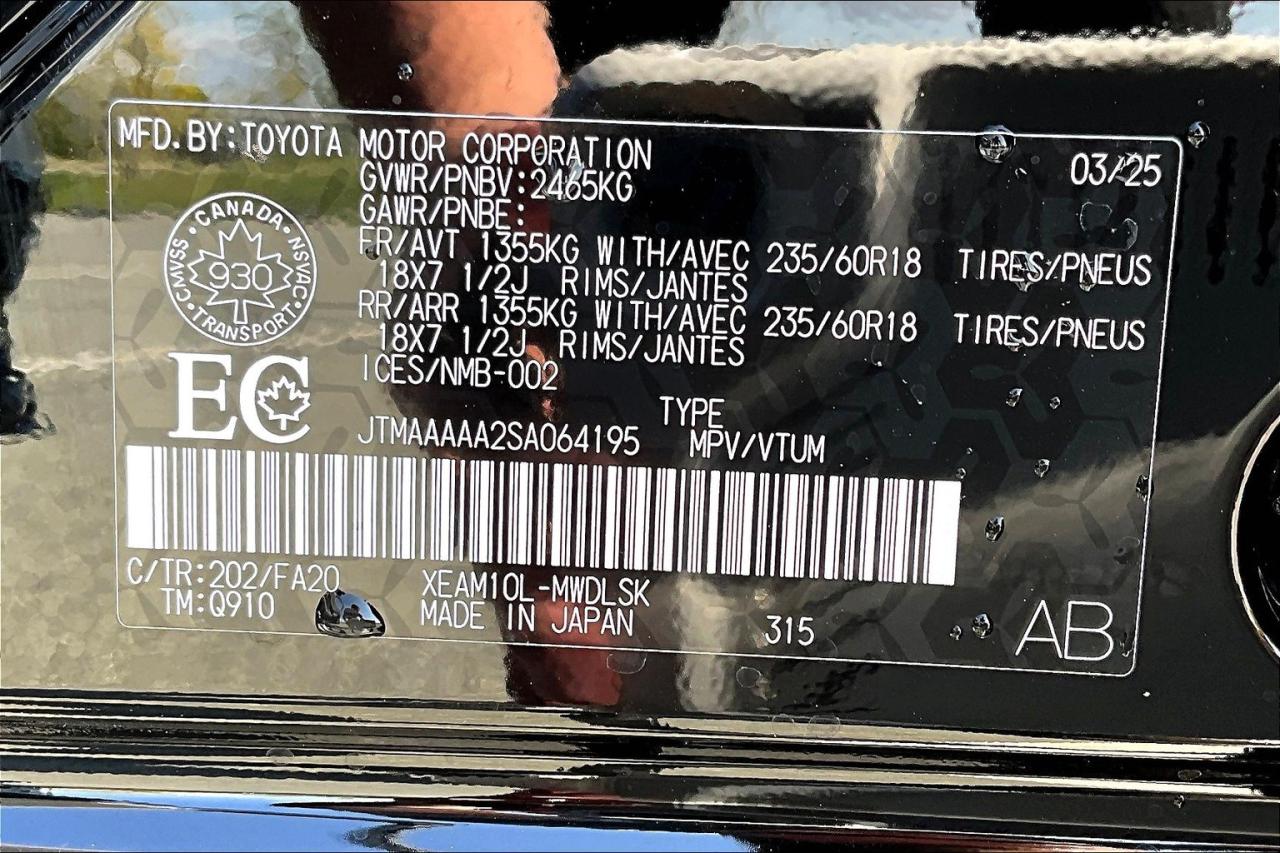 MFD.BY:TOYOTA MOTOR CORPORATION
03/25
GVWR/PNBV:2465KG
GAWR/PNBE:
FR/AVT 1355KG WITH/AVEC 235/60R18 TIRES/PNEUS
18X7 1/2J RIMS/JANTES
RR/ARR 1355KG WITH/AVEC 235/60R18 TIRES/PNEUS
18X7 1/2J RIMS/JANTES
ICES/NMB-002
CANADA
CMVSS 930 NSVAC
TRANSPORT
EC
TYPE
JTMAAAAA2SA064195 MPV/VTUM
C/TR:202/FA20 XEAM10L-MWDLSK
TM:Q910 MADE IN JAPAN 315 AB